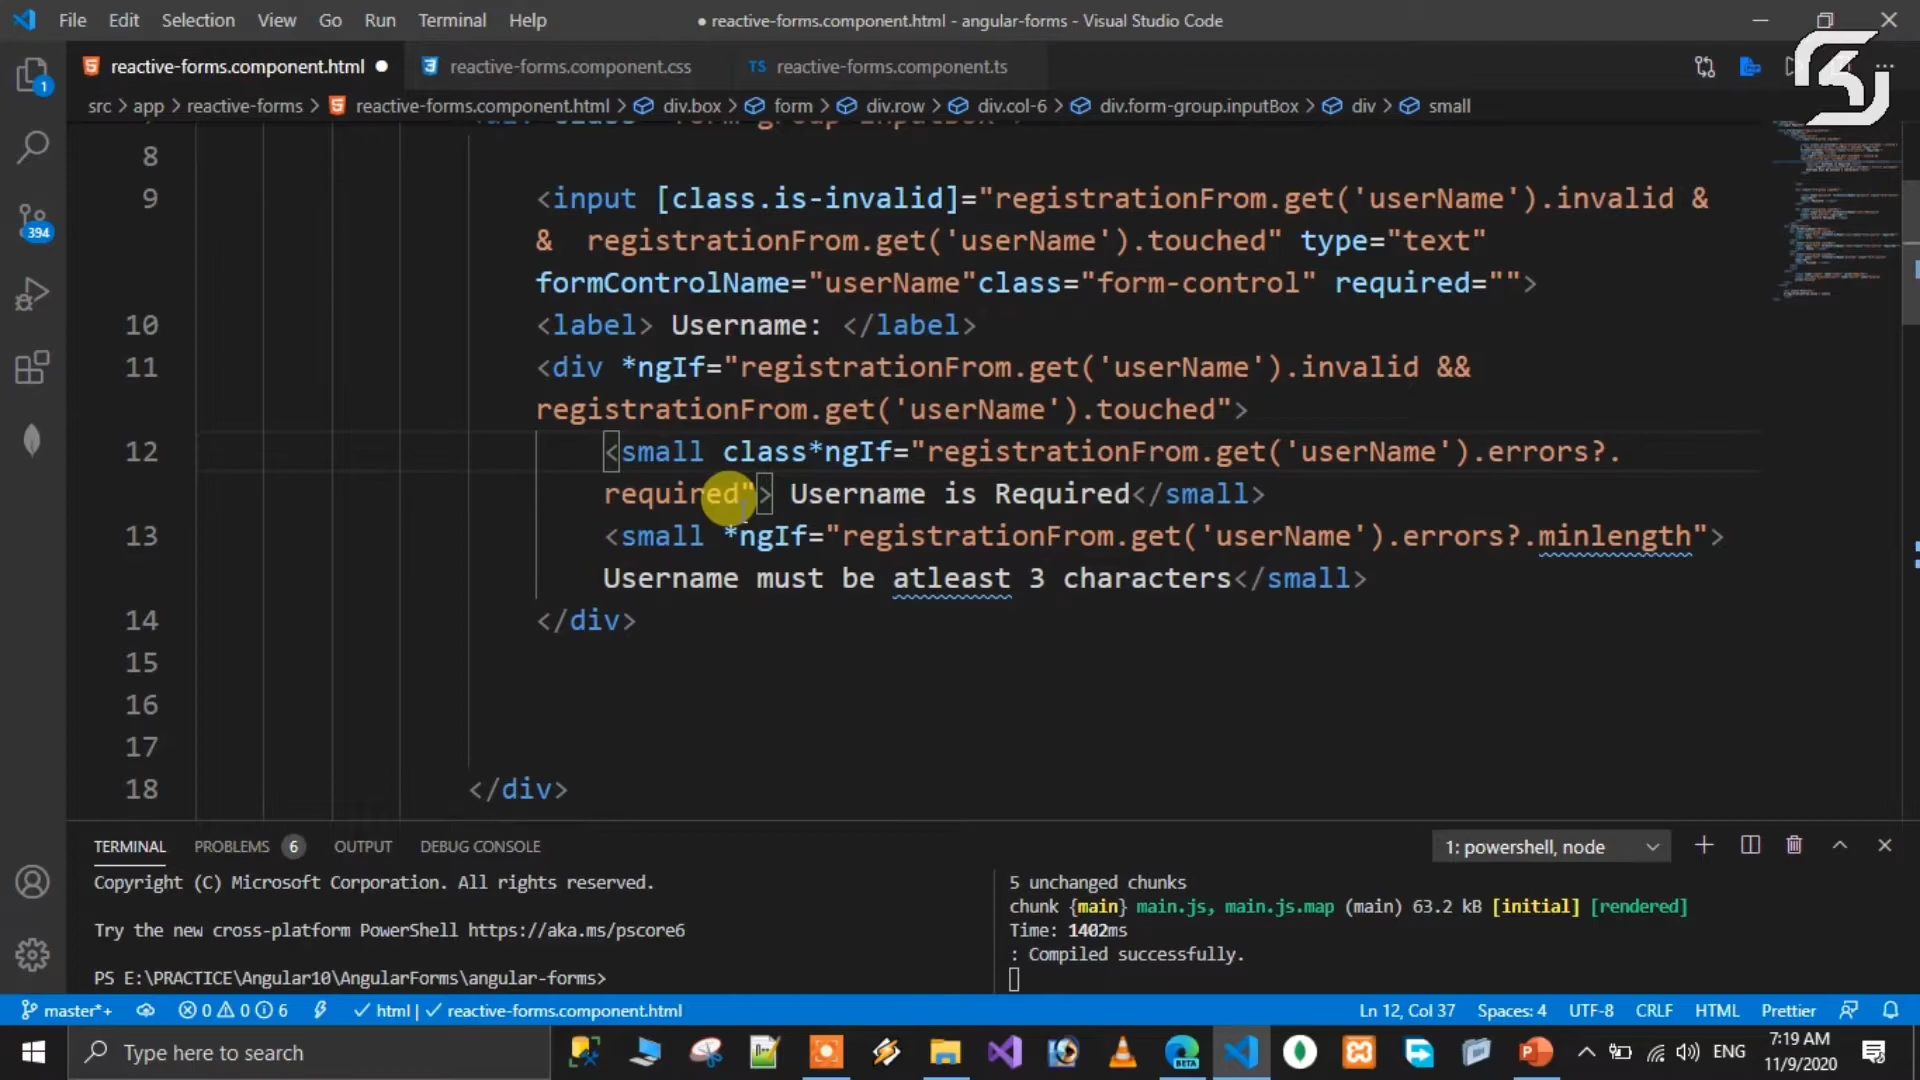 File Edit Selection View Go Run Terminal Help
● reactive-forms.component.html - angular-forms - Visual Studio Code
reactive-forms.component.html ●
reactive-forms.component.css
TS reactive-forms.component.ts
src > app > reactive-forms > reactive-forms.component.html > div.box > form > div.row > div.col-6 > div.form-group.inputBox > div > small
8
9 <input [class.is-invalid]="registrationFrom.get('userName').invalid &
& registrationFrom.get('userName').touched" type="text"
formControlName="userName"class="form-control" required="">
10 <label> Username: </label>
11 <div *ngIf="registrationFrom.get('userName').invalid &&
registrationFrom.get('userName').touched">
12 <small class*ngIf="registrationFrom.get('userName').errors?.
required"> Username is Required</small>
13 <small *ngIf="registrationFrom.get('userName').errors?.minlength">
Username must be atleast 3 characters</small>
14 </div>
15
16
17
18 </div>
1
394
TERMINAL PROBLEMS 6 OUTPUT DEBUG CONSOLE
1: powershell, node
Copyright (C) Microsoft Corporation. All rights reserved.
Try the new cross-platform PowerShell https://aka.ms/pscore6
PS E:\PRACTICE\Angular10\AngularForms\angular-forms>
5 unchanged chunks
chunk {main} main.js, main.js.map (main) 63.2 kB [initial] [rendered]
Time: 1402ms
: Compiled successfully.
master*+ 0 0 6 html | reactive-forms.component.html
Ln 12, Col 37 Spaces: 4 UTF-8 CRLF HTML Prettier
Type here to search
BETA
ENG
7:19 AM
11/9/2020